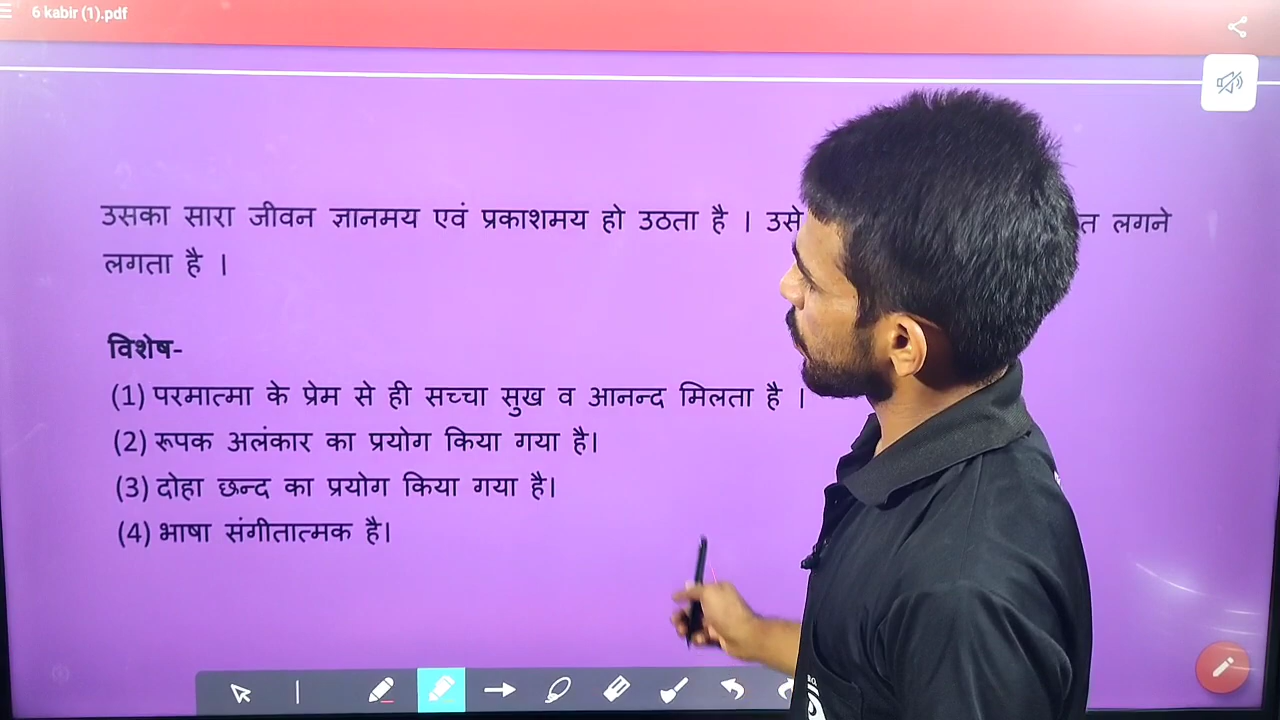 6 kabir (1).pdf
उसका सारा जीवन ज्ञानमय एवं प्रकाशमय हो उठता है । उसे लगने
लगता है ।
विशेष-
(1) परमात्मा के प्रेम से ही सच्चा सुख व आनन्द मिलता है ।
(2) रूपक अलंकार का प्रयोग किया गया है।
(3) दोहा छन्द का प्रयोग किया गया है।
(4) भाषा संगीतात्मक है।